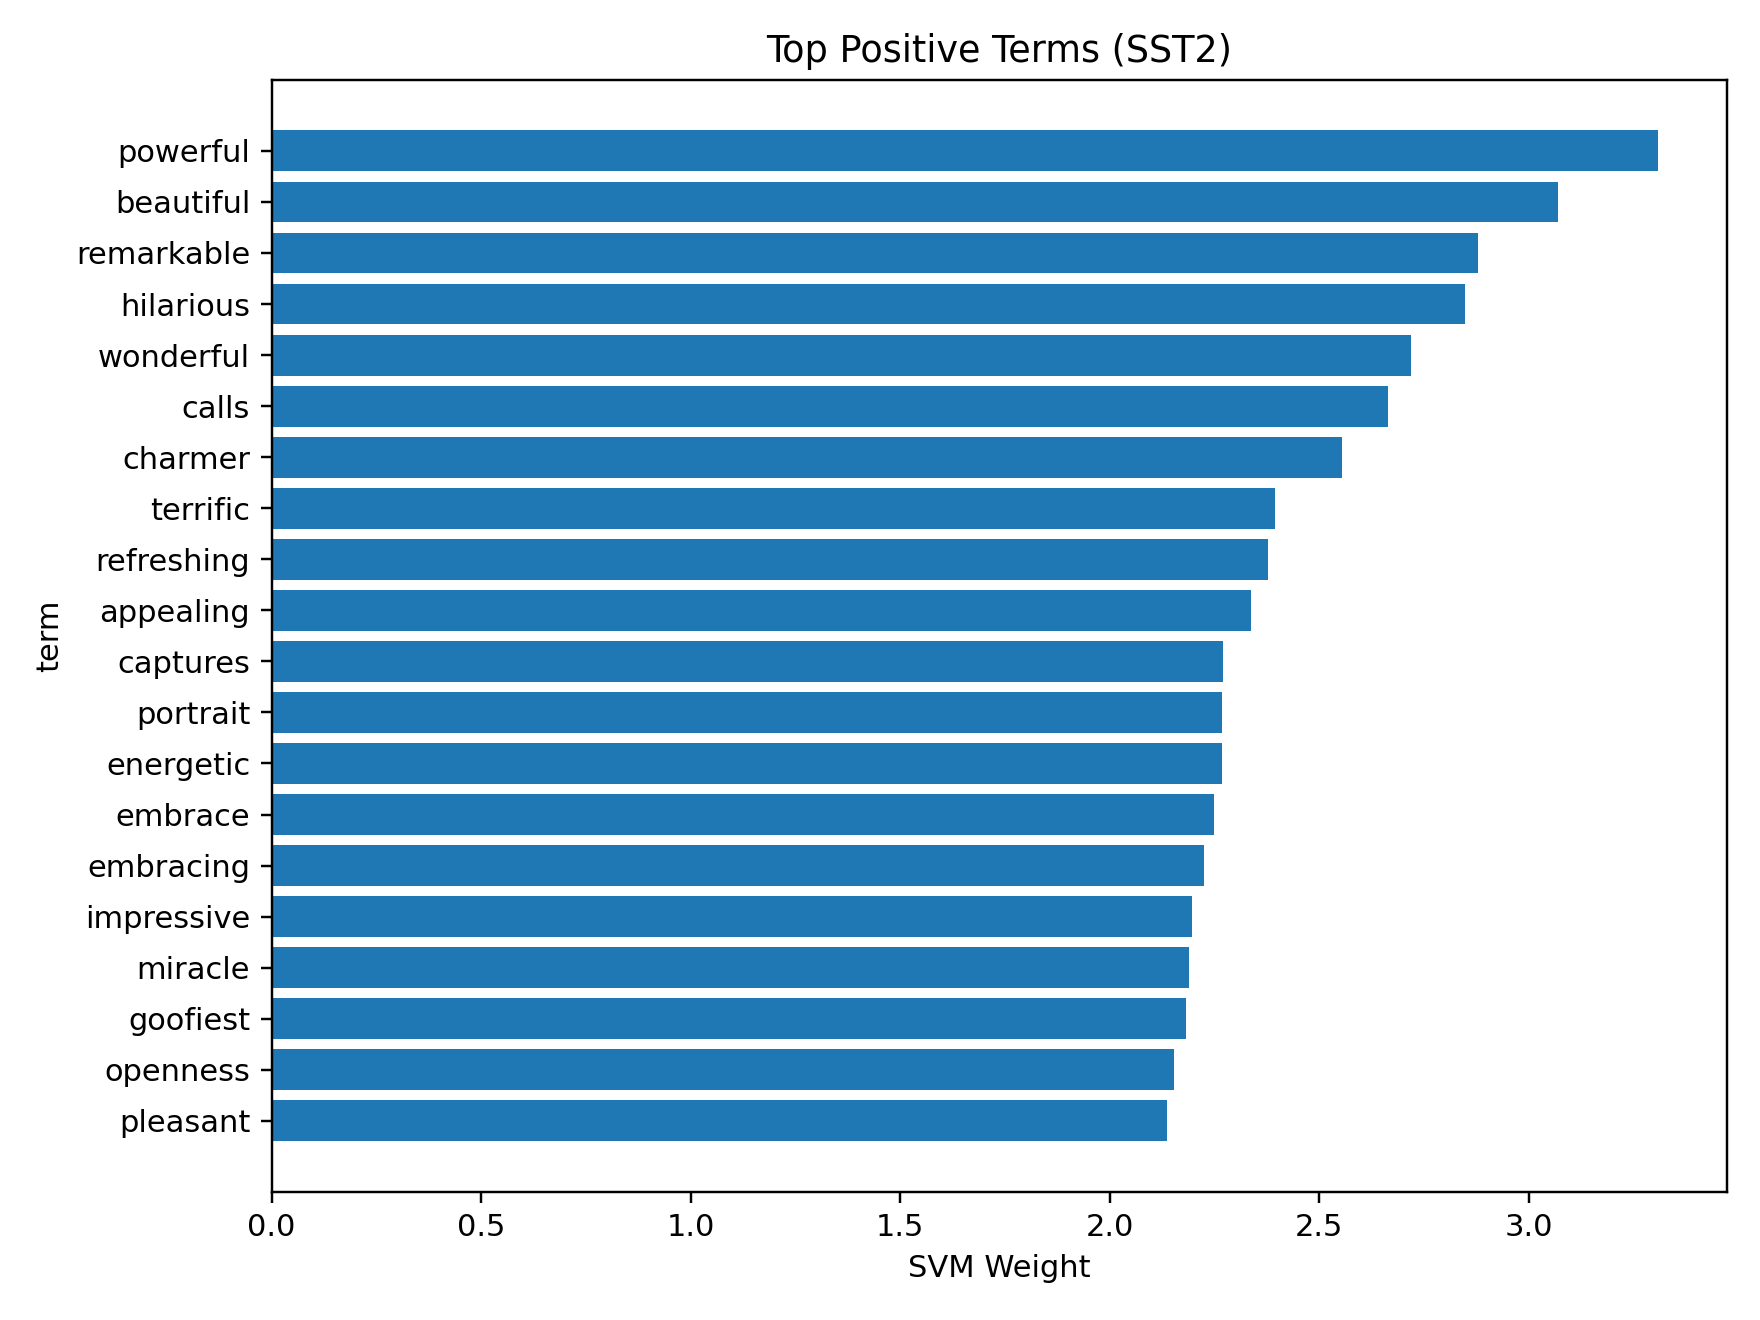 Top Positive Terms (SST2)
powerful
beautiful
remarkable
hilarious
wonderful
calls
charmer
terrific
refreshing
appealing
captures
portrait
energetic
embrace
embracing
impressive
miracle
goofiest
openness
pleasant
term
0.0 0.5 1.0 1.5 2.0 2.5 3.0
SVM Weight